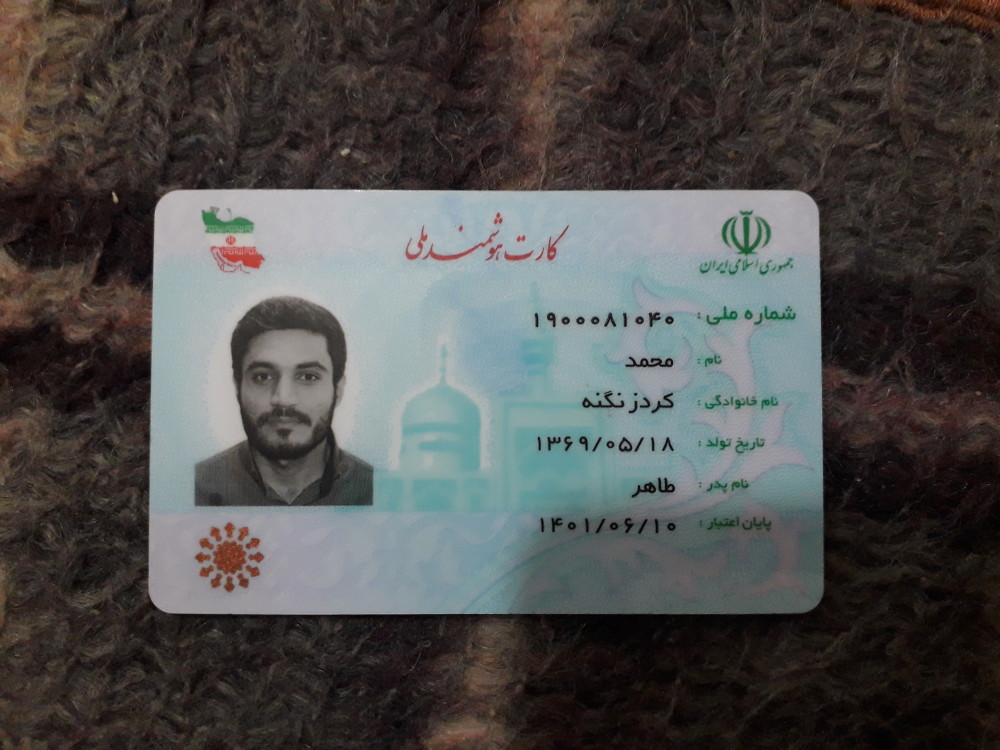 جمهوری اسلامی ایران
کارت هوشمند ملی
شماره ملی : ۱۹۰۰۰۸۱۰۴۰
نام : محمد
نام خانوادگی : کردز نگنه
تاریخ تولد : ۱۳۶۹/۰۵/۱۸
نام پدر : طاهر
پایان اعتبار : ۱۴۰۱/۰۶/۱۰